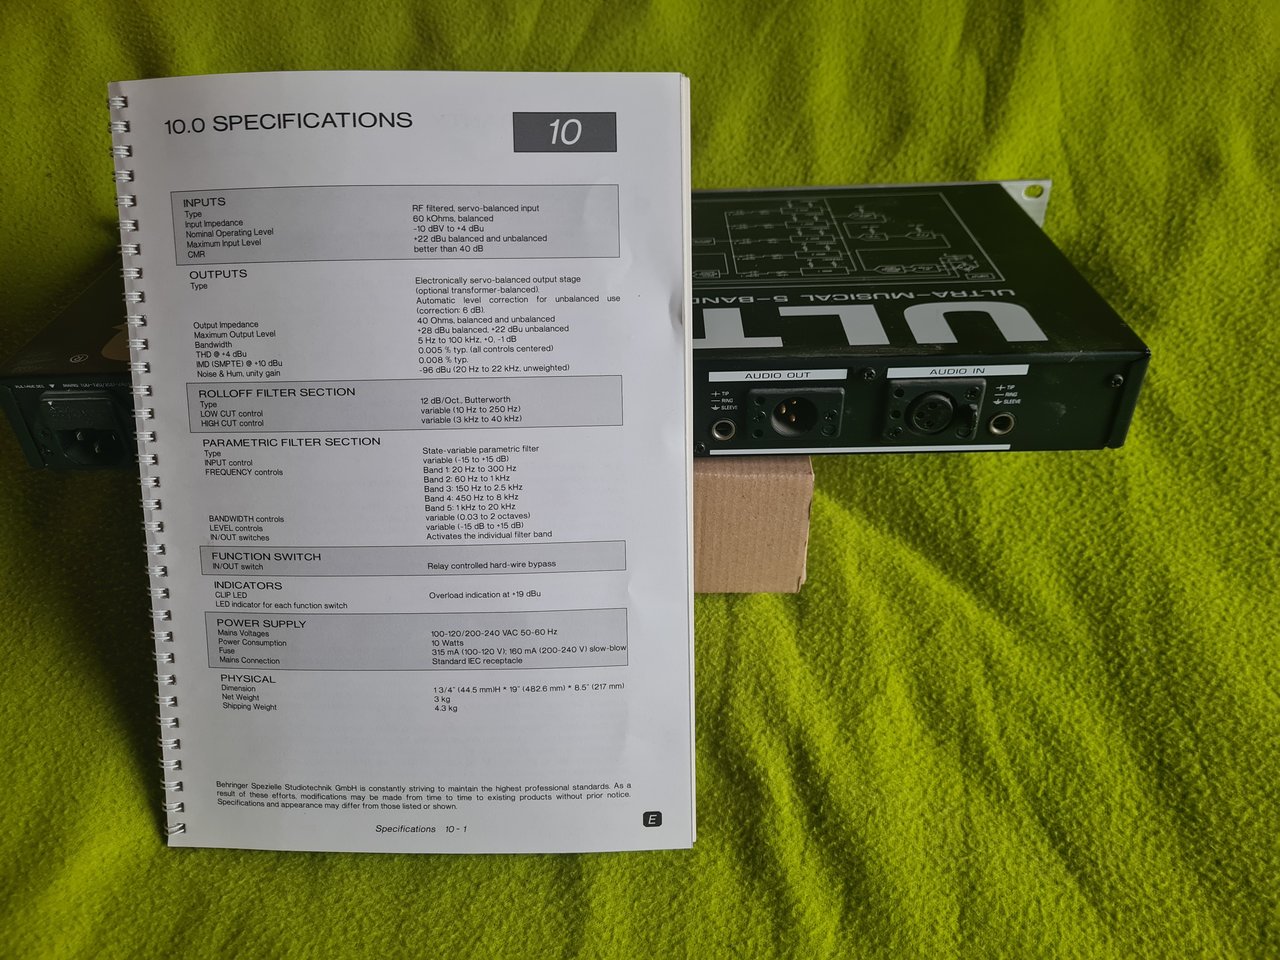 10.0 SPECIFICATIONS
10
INPUTS
Type RF filtered, servo-balanced input
Input Impedance 60 kOhms, balanced
Nominal Operating Level -10 dBV to +4 dBu
Maximum Input Level +22 dBu balanced and unbalanced
CMR better than 40 dB
OUTPUTS
Type Electronically servo-balanced output stage
(optional transformer-balanced).
Automatic level correction for unbalanced use
(correction: 6 dB).
Output Impedance 40 Ohms, balanced and unbalanced
Maximum Output Level +28 dBu balanced, +22 dBu unbalanced
Bandwidth 5 Hz to 100 kHz, +0, -1 dB
THD @ +4 dBu 0.005 % typ. (all controls centered)
IMD (SMPTE) @ +10 dBu 0.008 % typ.
Noise & Hum, unity gain -96 dBu (20 Hz to 22 kHz, unweighted)
ROLLOFF FILTER SECTION
Type 12 dB/Oct., Butterworth
LOW CUT control variable (10 Hz to 250 Hz)
HIGH CUT control variable (3 kHz to 40 kHz)
PARAMETRIC FILTER SECTION
Type State-variable parametric filter
INPUT control variable (-15 to +15 dB)
FREQUENCY controls Band 1: 20 Hz to 300 Hz
Band 2: 60 Hz to 1 kHz
Band 3: 150 Hz to 2.5 kHz
Band 4: 450 Hz to 8 kHz
Band 5: 1 kHz to 20 kHz
BANDWIDTH controls variable (0.03 to 2 octaves)
LEVEL controls variable (-15 dB to +15 dB)
IN/OUT switches Activates the individual filter band
FUNCTION SWITCH
IN/OUT switch Relay controlled hard-wire bypass
INDICATORS
CLIP LED Overload indication at +19 dBu
LED indicator for each function switch
POWER SUPPLY
Mains Voltages 100-120/200-240 VAC 50-60 Hz
Power Consumption 10 Watts
Fuse 315 mA (100-120 V); 160 mA (200-240 V) slow-blow
Mains Connection Standard IEC receptacle
PHYSICAL
Dimension 1 3/4" (44.5 mm)H * 19" (482.6 mm) * 8.5" (217 mm)
Net Weight 3 kg
Shipping Weight 4.3 kg
Behringer Spezielle Studiotechnik GmbH is constantly striving to maintain the highest professional standards. As a
result of these efforts, modifications may be made from time to time to existing products without prior notice.
Specifications and appearance may differ from those listed or shown.
Specifications 10 - 1
E
ULTRA-MUSICAL 5-BAND
ULT
AUDIO OUT
AUDIO IN
TIP
RING
SLEEVE
TIP
RING
SLEEVE
VOLTAGE SEL